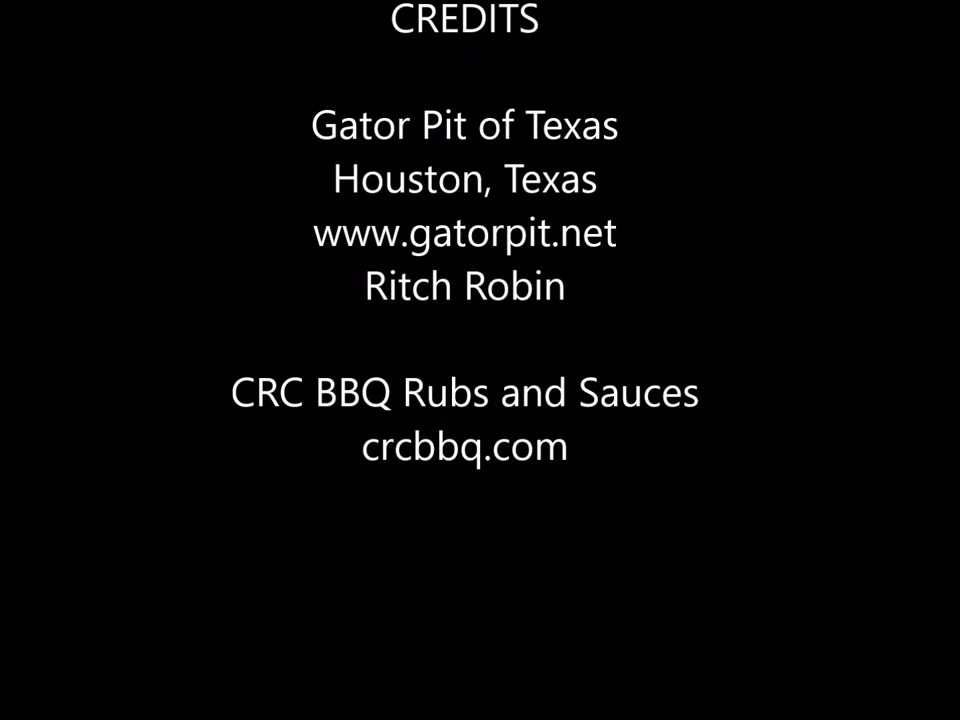 CREDITS
Gator Pit of Texas
Houston, Texas
www.gatorpit.net
Ritch Robin
CRC BBQ Rubs and Sauces
crcbbq.com